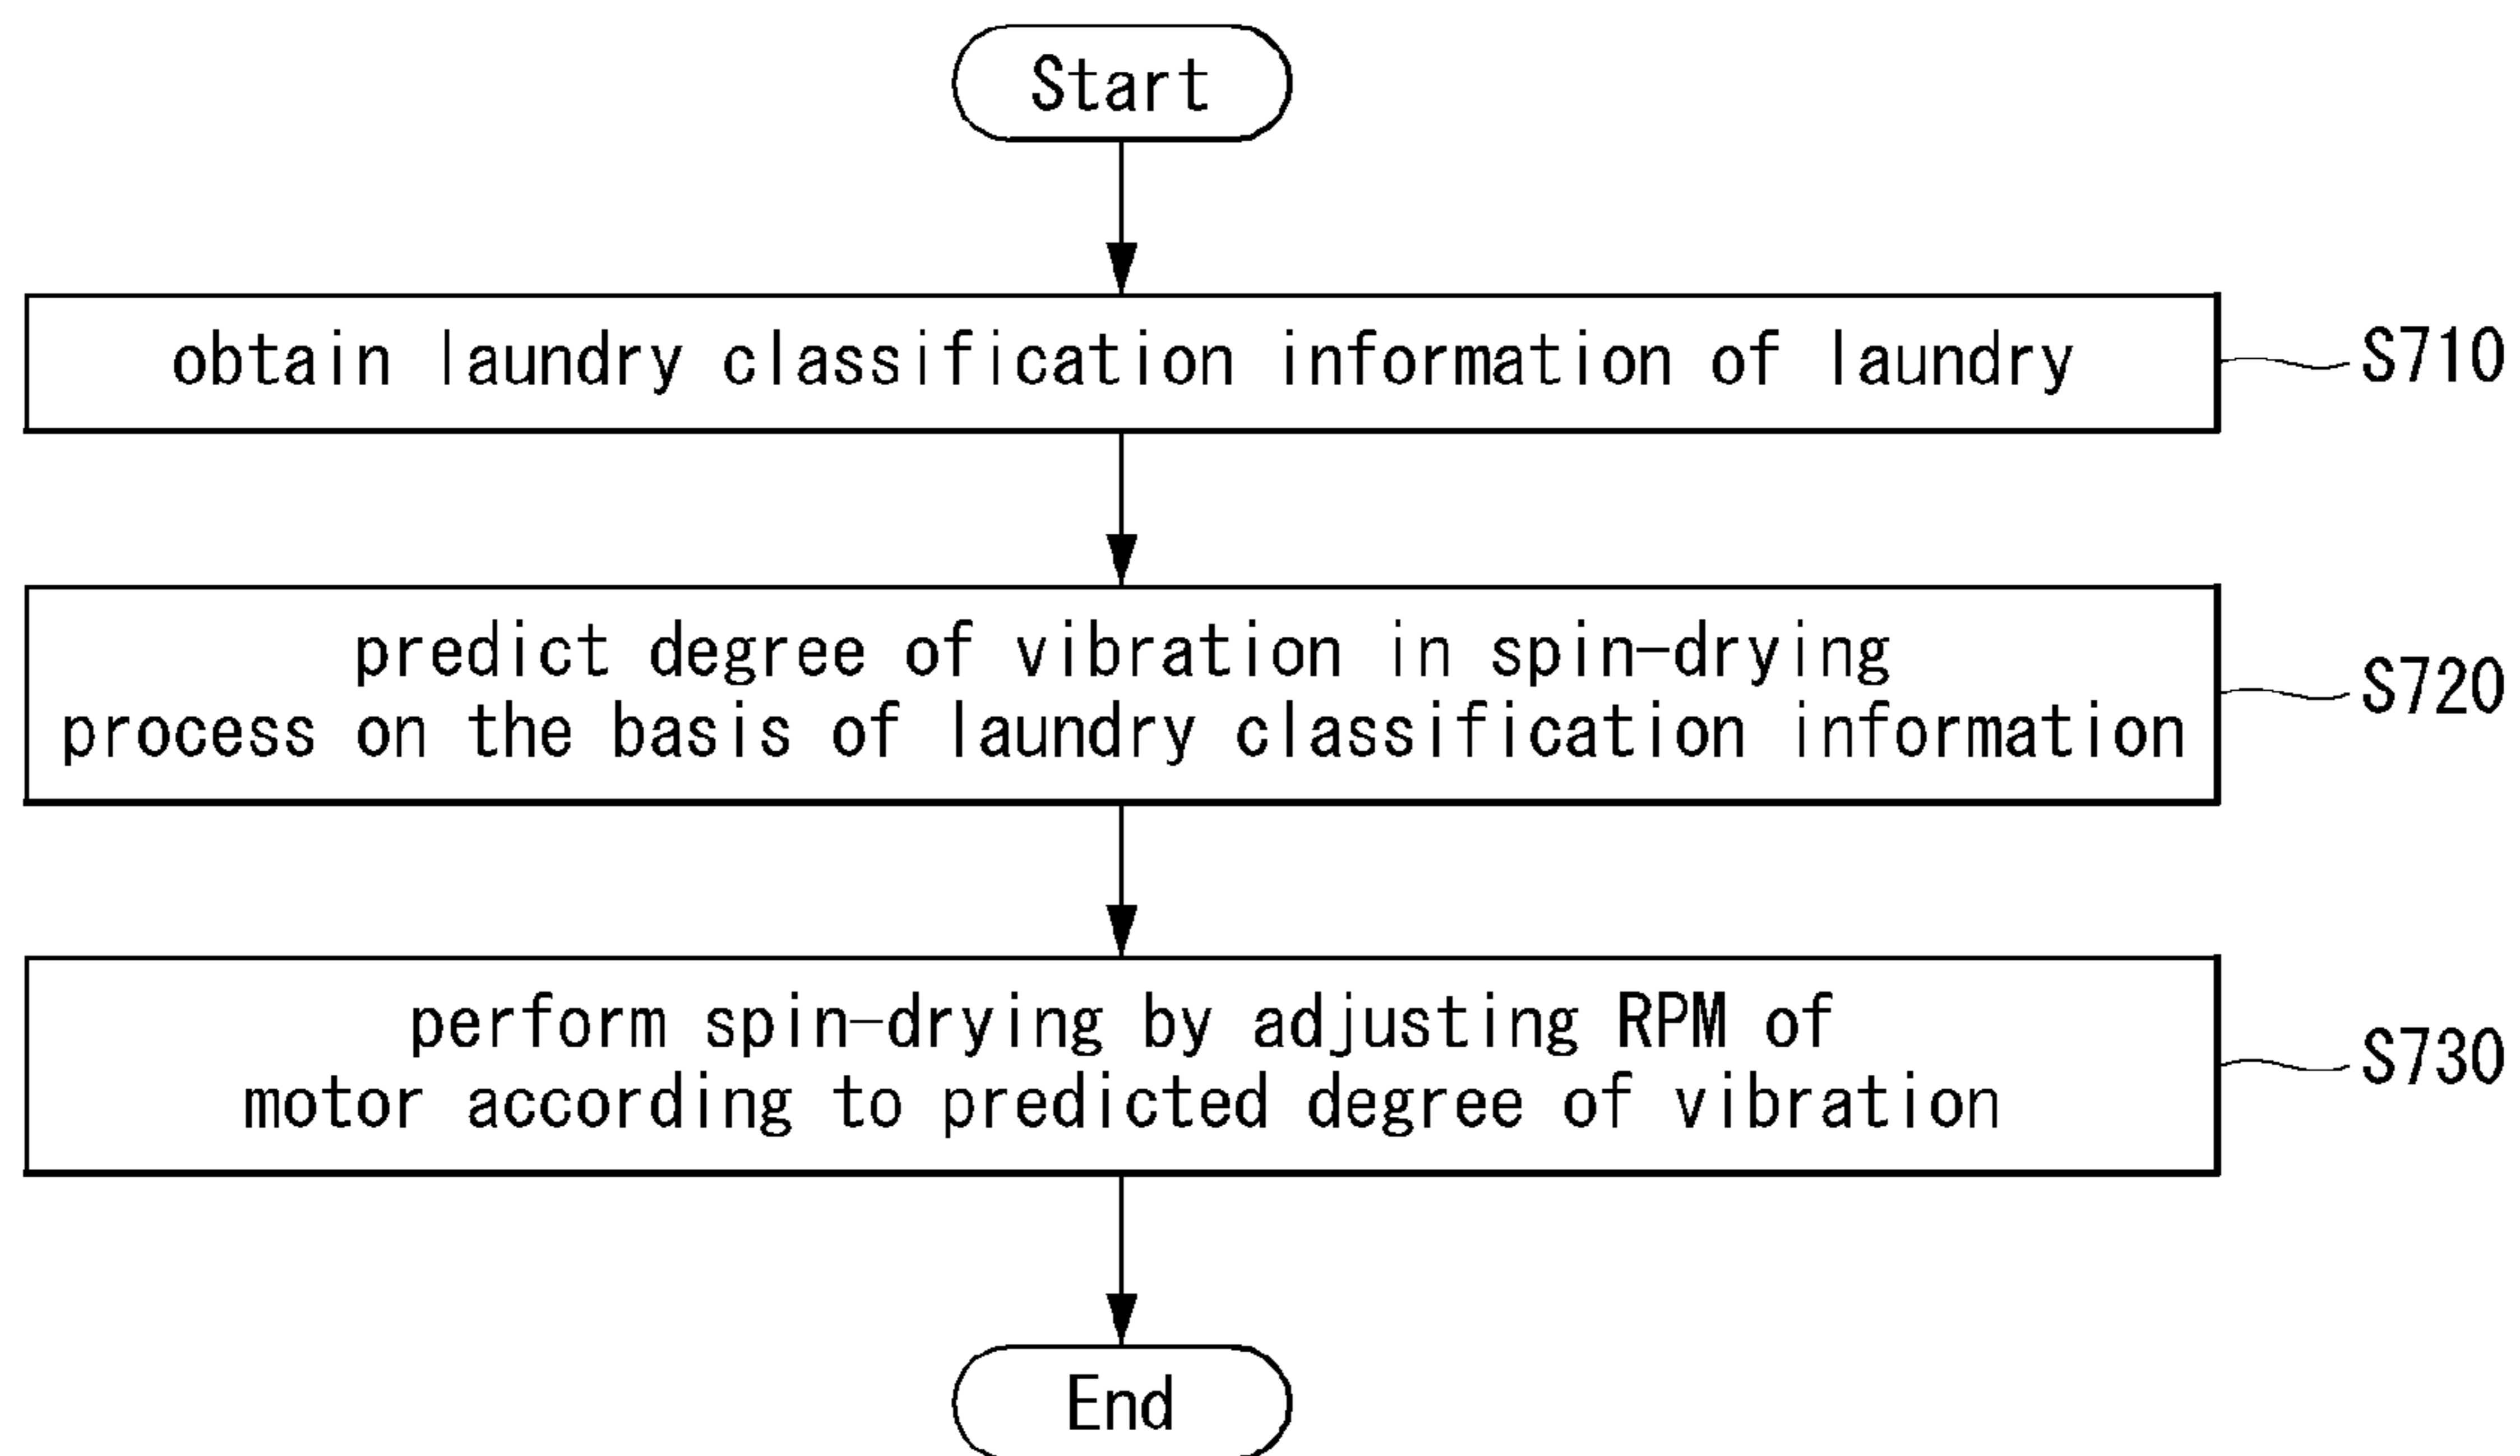 Start
obtain laundry classification information of laundry
S710
predict degree of vibration in spin-drying
process on the basis of laundry classification information
S720
perform spin-drying by adjusting RPM of
motor according to predicted degree of vibration
S730
End